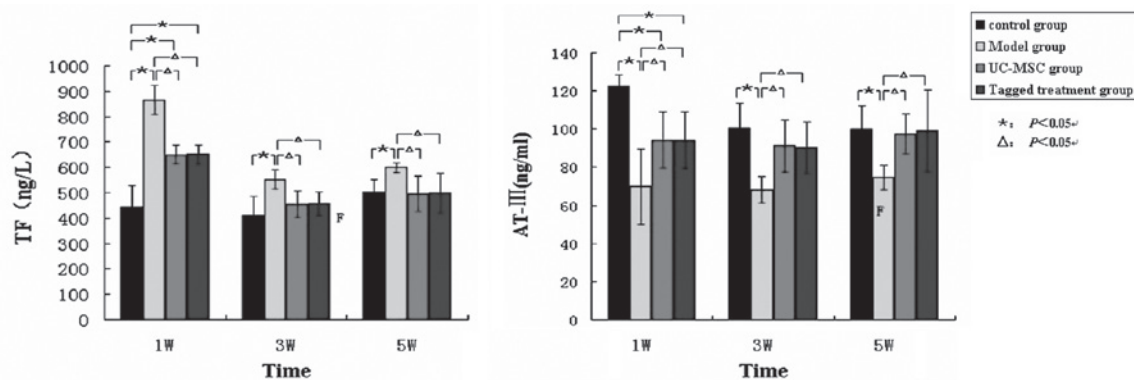 TF (ng/L)
1000
900
800
700
600
500
400
300
200
100
0
1W
3W
5W
Time
F
AT-III(ng/ml)
140
120
100
80
60
40
20
0
1W
3W
5W
Time
F
control group
Model group
UC-MSC group
Tagged treatment group
★: P<0.05↵
△: P<0.05↵